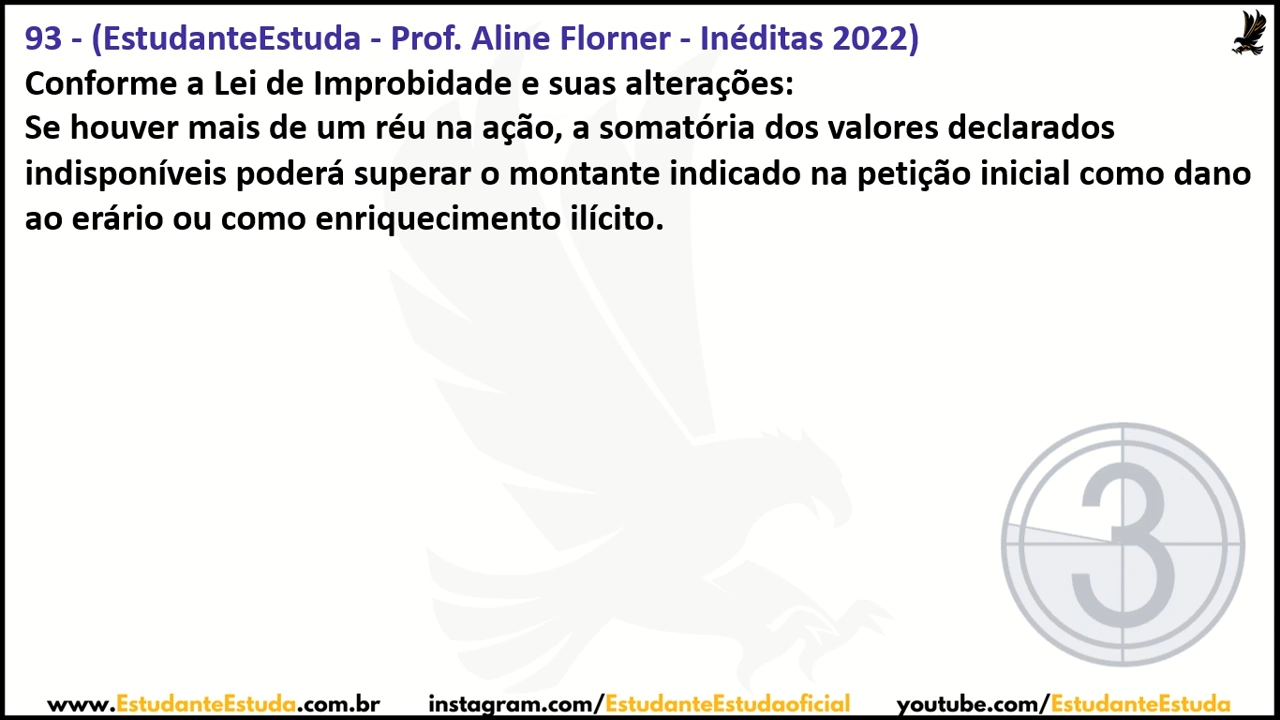 93 - (EstudanteEstuda - Prof. Aline Florner - Inéditas 2022)
Conforme a Lei de Improbidade e suas alterações:
Se houver mais de um réu na ação, a somatória dos valores declarados
indisponíveis poderá superar o montante indicado na petição inicial como dano
ao erário ou como enriquecimento ilícito.
3
www.EstudanteEstuda.com.br instagram.com/EstudanteEstudaoficial youtube.com/EstudanteEstuda